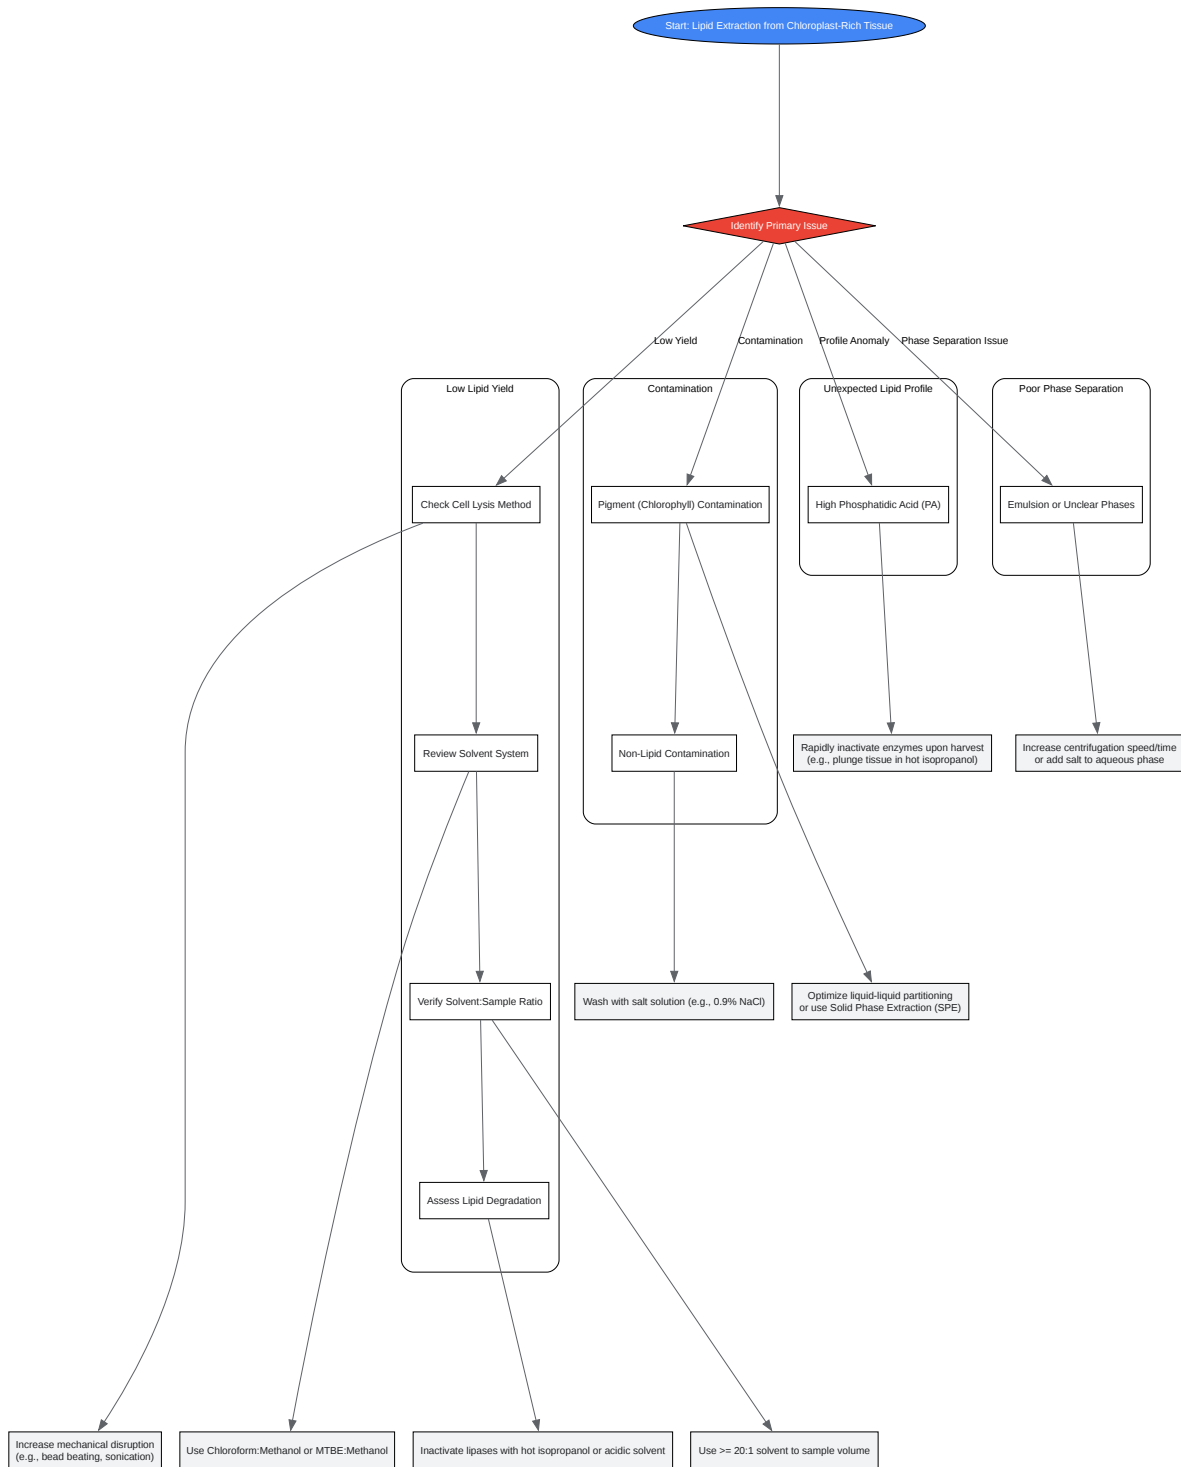 Start: Lipid Extraction from Chloroplast-Rich Tissue
Identify Primary Issue
Low Yield
Contamination
Profile Anomaly
Phase Separation Issue
Low Lipid Yield
Contamination
Unexpected Lipid Profile
Poor Phase Separation
Check Cell Lysis Method
Pigment (Chlorophyll) Contamination
High Phosphatidic Acid (PA)
Emulsion or Unclear Phases
Review Solvent System
Non-Lipid Contamination
Rapidly inactivate enzymes upon harvest
(e.g., plunge tissue in hot isopropanol)
Increase centrifugation speed/time
or add salt to aqueous phase
Verify Solvent:Sample Ratio
Wash with salt solution (e.g., 0.9% NaCl)
Optimize liquid-liquid partitioning
or use Solid Phase Extraction (SPE)
Assess Lipid Degradation
Increase mechanical disruption
(e.g., bead beating, sonication)
Use Chloroform:Methanol or MTBE:Methanol
Inactivate lipases with hot isopropanol or acidic solvent
Use >= 20:1 solvent to sample volume